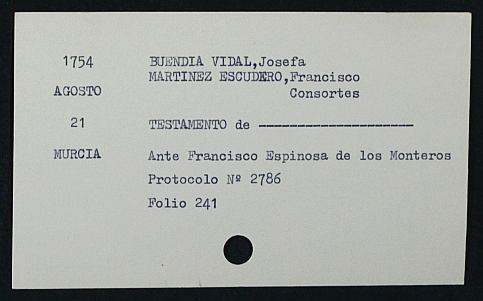 1754 BUENDIA VIDAL,Josefa
MARTINEZ ESCUDERO,Francisco
AGOSTO Consortes
21 TESTAMENTO de --------------------
MURCIA Ante Francisco Espinosa de los Monteros
Protocolo Nº 2786
Folio 241